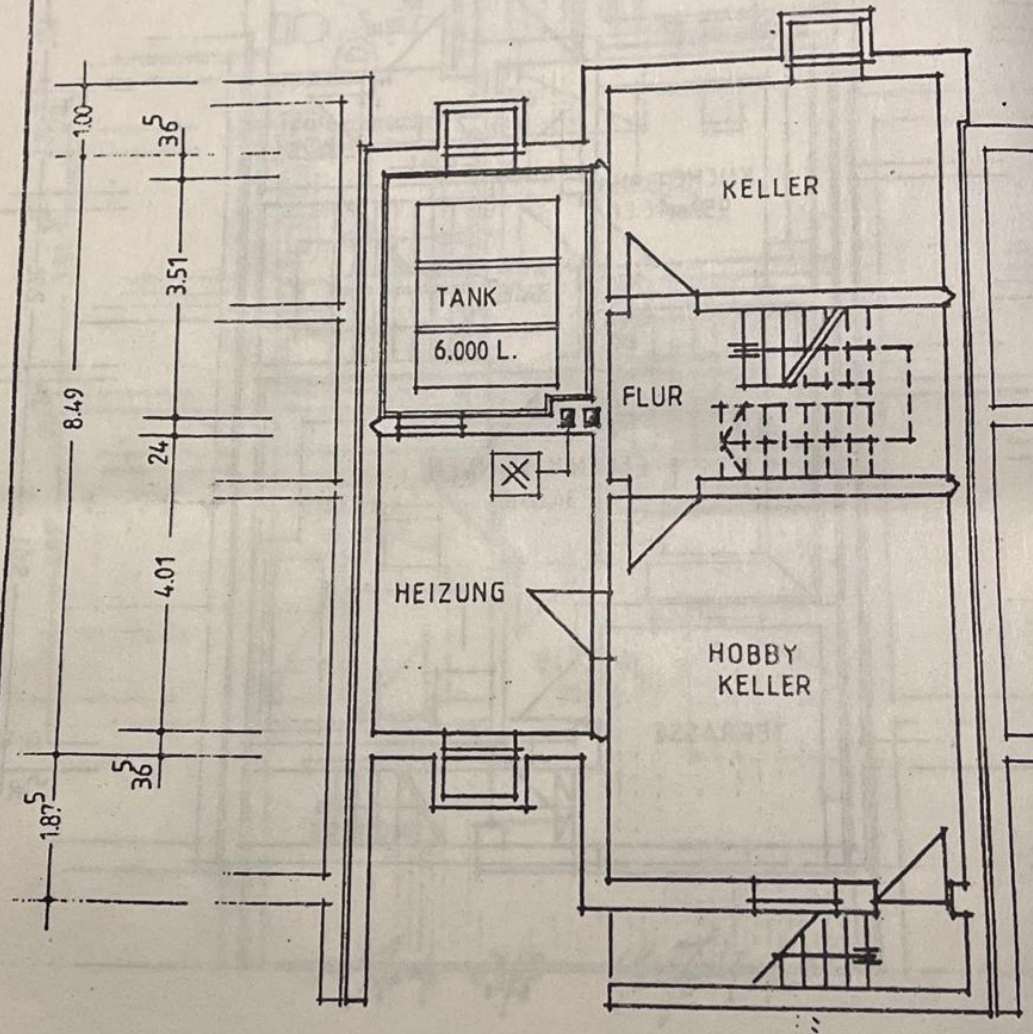 1.00
36⁵
3.51
8.49
24
4.01
36⁵
1.87⁵
KELLER
TANK
6.000 L.
FLUR
HEIZUNG
HOBBY
KELLER
TERRASSE